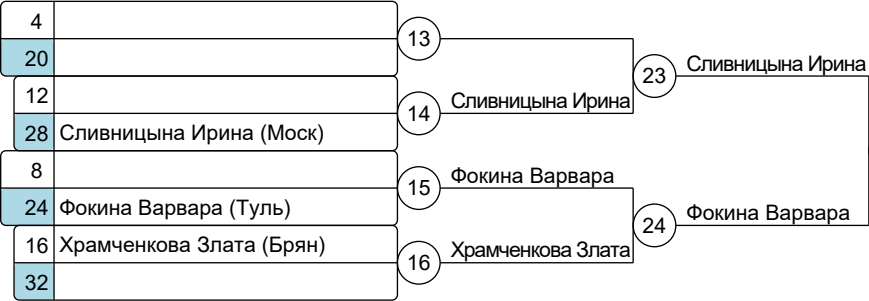 4
20
13
12
28 Сливницына Ирина (Моск)
14
Сливницына Ирина
23
Сливницына Ирина
8
24 Фокина Варвара (Туль)
15
Фокина Варвара
16 Храмченкова Злата (Брян)
32
16
Храмченкова Злата
24
Фокина Варвара